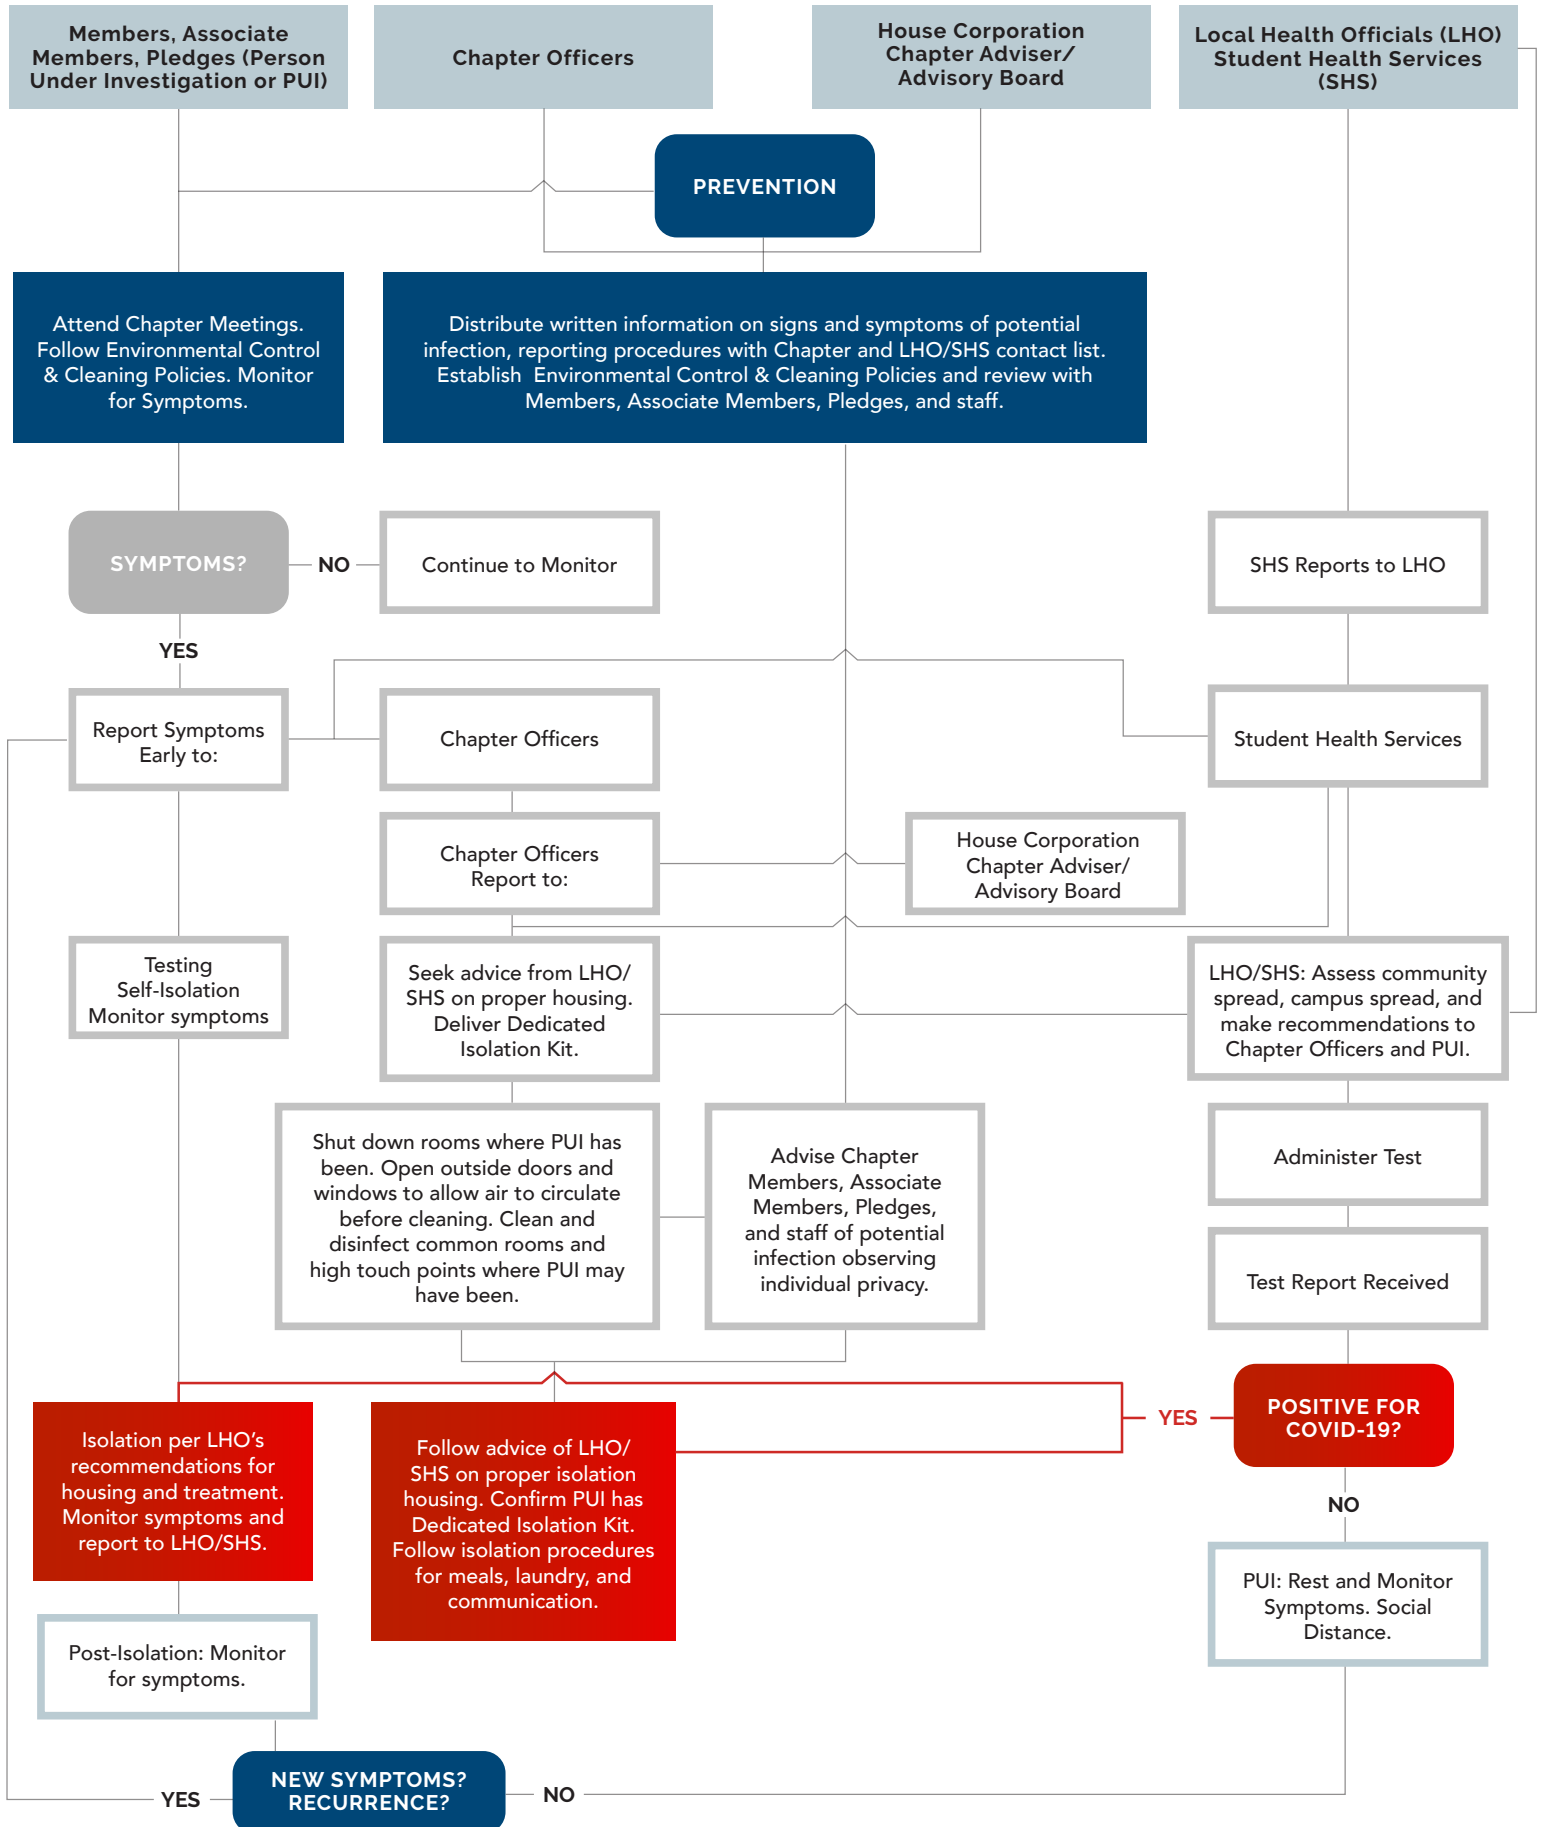 Members, Associate
Members, Pledges (Person
Under Investigation or PUI)
Chapter Officers
House Corporation
Chapter Adviser/
Advisory Board
Local Health Officials (LHO)
Student Health Services
(SHS)
PREVENTION
Attend Chapter Meetings.
Follow Environmental Control
& Cleaning Policies. Monitor
for Symptoms.
Distribute written information on signs and symptoms of potential
infection, reporting procedures with Chapter and LHO/SHS contact list.
Establish Environmental Control & Cleaning Policies and review with
Members, Associate Members, Pledges, and staff.
SYMPTOMS?
NO
Continue to Monitor
SHS Reports to LHO
YES
Report Symptoms
Early to:
Chapter Officers
Student Health Services
Chapter Officers
Report to:
House Corporation
Chapter Adviser/
Advisory Board
Testing
Self-Isolation
Monitor symptoms
Seek advice from LHO/
SHS on proper housing.
Deliver Dedicated
Isolation Kit.
LHO/SHS: Assess community
spread, campus spread, and
make recommendations to
Chapter Officers and PUI.
Shut down rooms where PUI has
been. Open outside doors and
windows to allow air to circulate
before cleaning. Clean and
disinfect common rooms and
high touch points where PUI may
have been.
Advise Chapter
Members, Associate
Members, Pledges,
and staff of potential
infection observing
individual privacy.
Administer Test
Test Report Received
POSITIVE FOR
COVID-19?
YES
NO
Isolation per LHO’s
recommendations for
housing and treatment.
Monitor symptoms and
report to LHO/SHS.
Follow advice of LHO/
SHS on proper isolation
housing. Confirm PUI has
Dedicated Isolation Kit.
Follow isolation procedures
for meals, laundry, and
communication.
PUI: Rest and Monitor
Symptoms. Social
Distance.
Post-Isolation: Monitor
for symptoms.
NEW SYMPTOMS?
RECURRENCE?
YES
NO